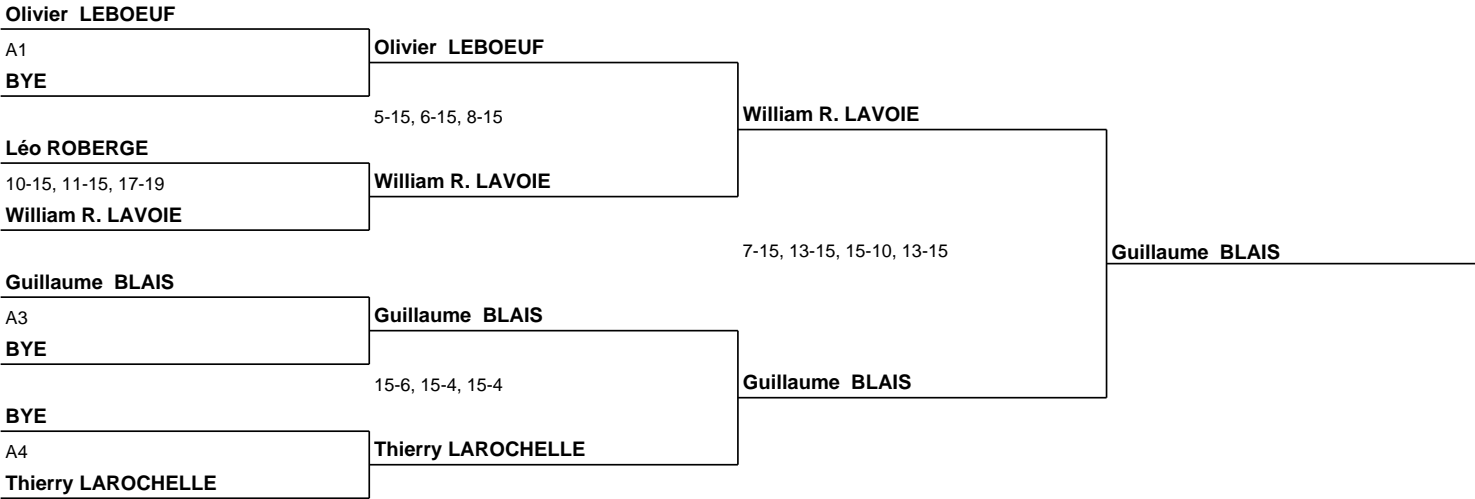 Olivier LEBOEUF
A1
BYE
Léo ROBERGE
10-15, 11-15, 17-19
William R. LAVOIE
Guillaume BLAIS
A3
BYE
BYE
A4
Thierry LAROCHELLE
Olivier LEBOEUF
5-15, 6-15, 8-15
William R. LAVOIE
Guillaume BLAIS
15-6, 15-4, 15-4
Thierry LAROCHELLE
William R. LAVOIE
7-15, 13-15, 15-10, 13-15
Guillaume BLAIS
Guillaume BLAIS